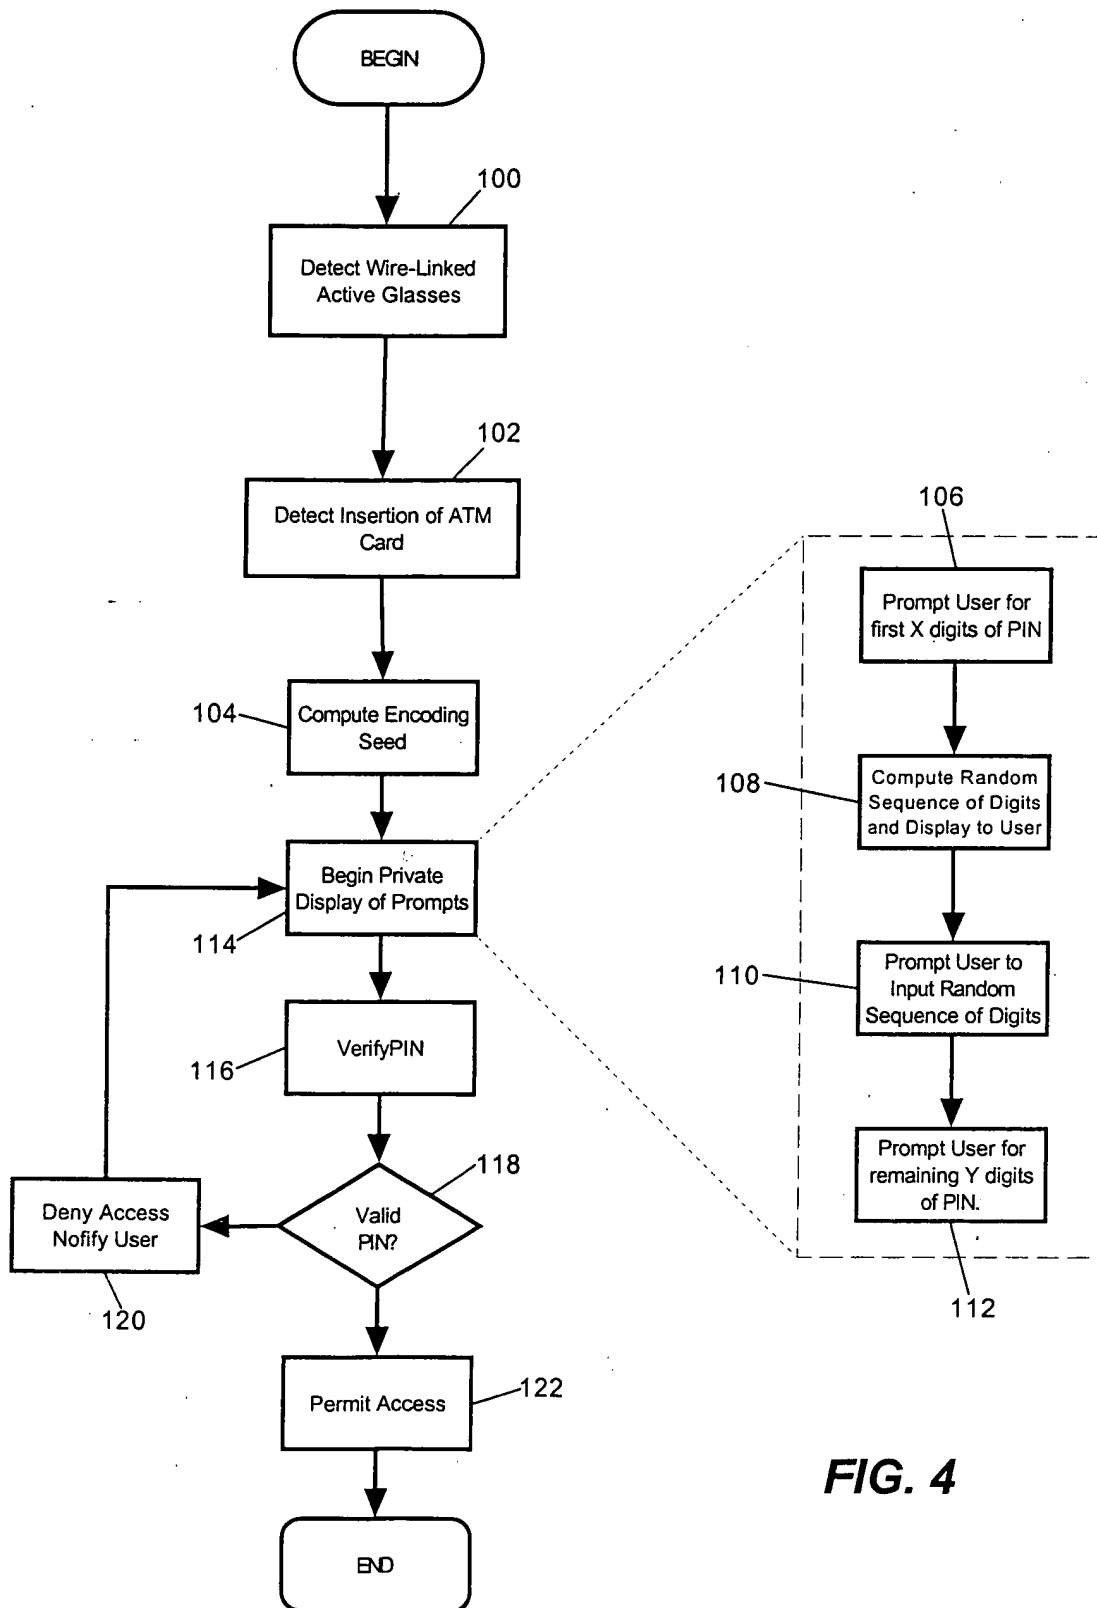 BEGIN
100
Detect Wire-Linked
Active Glasses
102
Detect Insertion of ATM
Card
104
Compute Encoding
Seed
Begin Private
Display of Prompts
114
VerifyPIN
116
118
Valid
PIN?
Deny Access
Nofify User
120
Permit Access
122
END
106
Prompt User for
first X digits of PIN
108
Compute Random
Sequence of Digits
and Display to User
110
Prompt User to
Input Random
Sequence of Digits
Prompt User for
remaining Y digits
of PIN.
112
FIG. 4